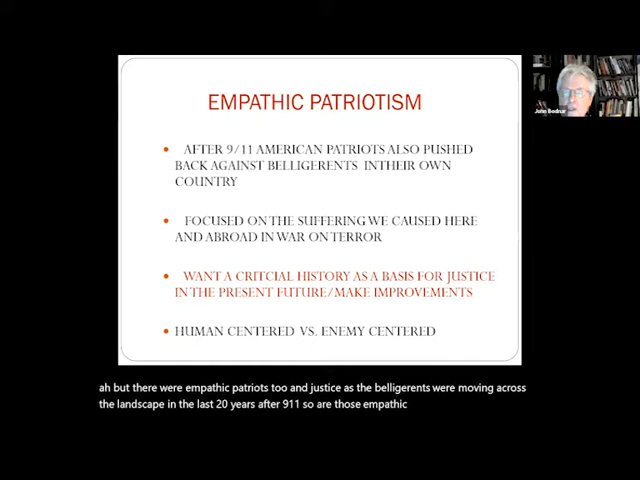 EMPATHIC PATRIOTISM
John Bodnar
• AFTER 9/11 AMERICAN PATRIOTS ALSO PUSHED
BACK AGAINST BELLIGERENTS INTHEIR OWN
COUNTRY
• FOCUSED ON THE SUFFERING WE CAUSED HERE
AND ABROAD IN WAR ON TERROR
• WANT A CRITCIAL HISTORY AS A BASIS FOR JUSTICE
IN THE PRESENT FUTURE/MAKE IMPROVEMENTS
• HUMAN CENTERED VS. ENEMY CENTERED
ah but there were empathic patriots too and justice as the belligerents were moving across
the landscape in the last 20 years after 911 so are those empathic